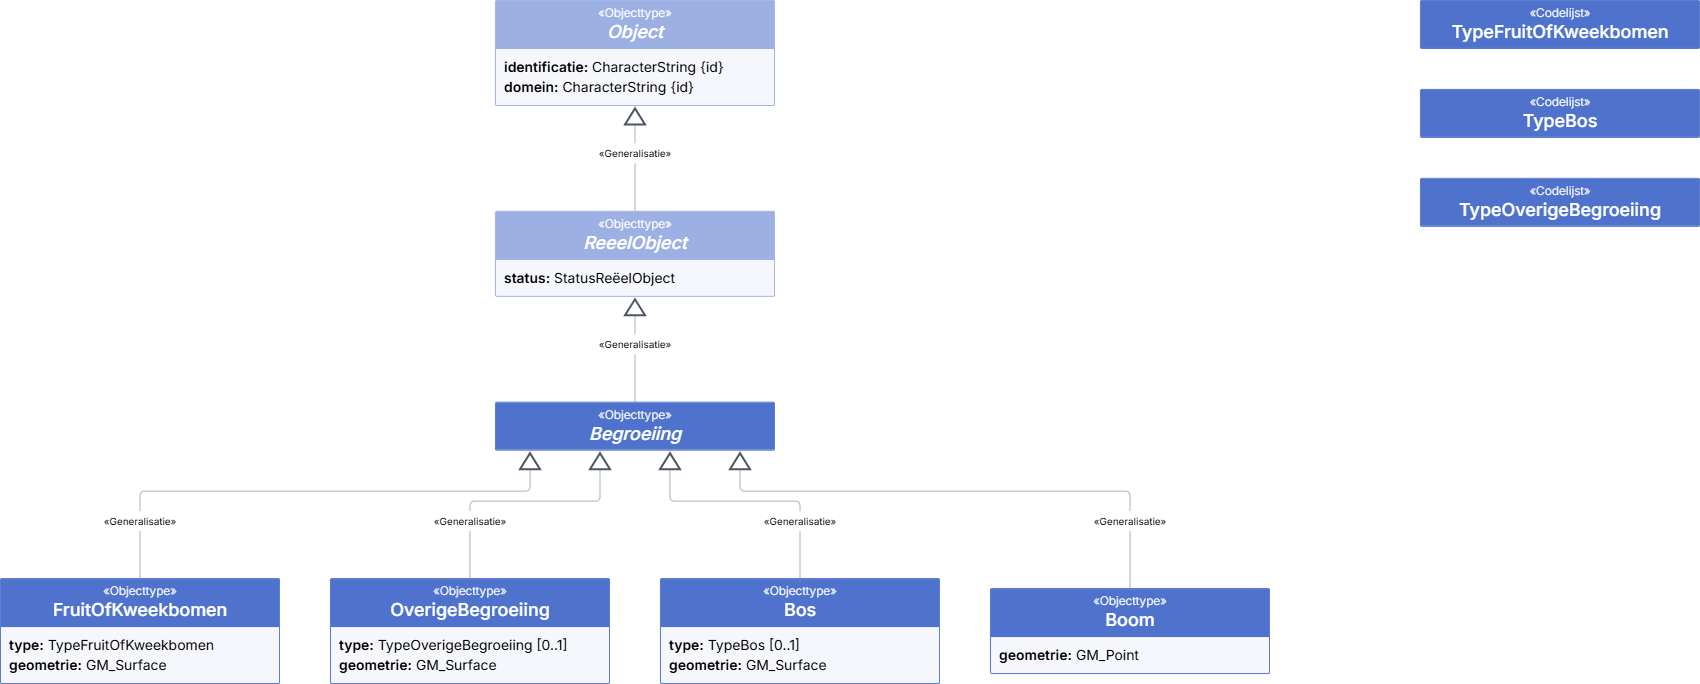 «Objecttype»
Object
identificatie: CharacterString {id}
domein: CharacterString {id}
«Generalisatie»
«Objecttype»
ReeelObject
status: StatusReëelObject
«Generalisatie»
«Objecttype»
Begroeiing
«Generalisatie»
«Generalisatie»
«Generalisatie»
«Generalisatie»
«Objecttype»
FruitOfKweekbomen
type: TypeFruitOfKweekbomen
geometrie: GM_Surface
«Objecttype»
OverigeBegroeiing
type: TypeOverigeBegroeiing [0..1]
geometrie: GM_Surface
«Objecttype»
Bos
type: TypeBos [0..1]
geometrie: GM_Surface
«Objecttype»
Boom
geometrie: GM_Point
«Codelijst»
TypeFruitOfKweekbomen
«Codelijst»
TypeBos
«Codelijst»
TypeOverigeBegroeiing